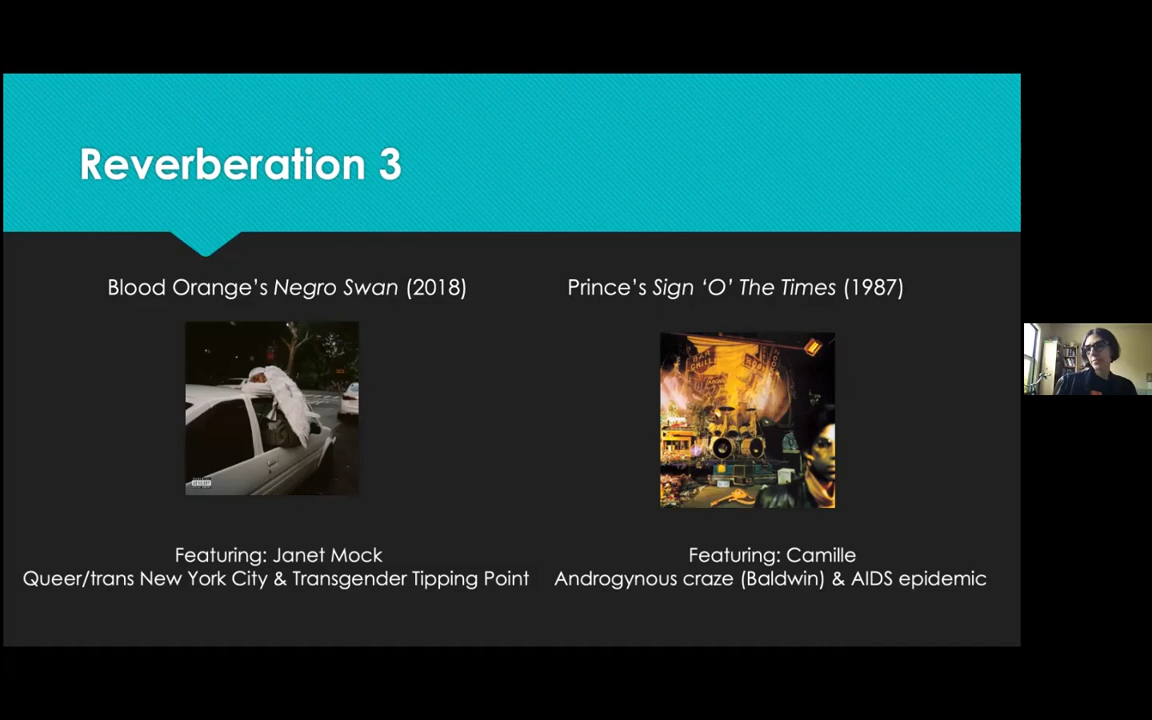 Reverberation 3
Blood Orange's Negro Swan (2018)
Prince's Sign 'O' The Times (1987)
Featuring: Janet Mock
Queer/trans New York City & Transgender Tipping Point
Featuring: Camille
Androgynous craze (Baldwin) & AIDS epidemic